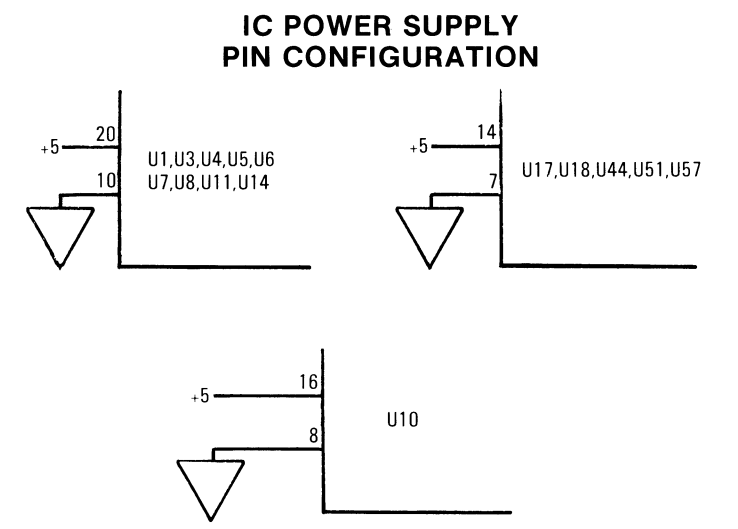 IC POWER SUPPLY
PIN CONFIGURATION
20
+5
U1,U3,U4,U5,U6
10
U7,U8,U11,U14
14
+5
7
U17,U18,U44,U51,U57
16
+5
U10
8